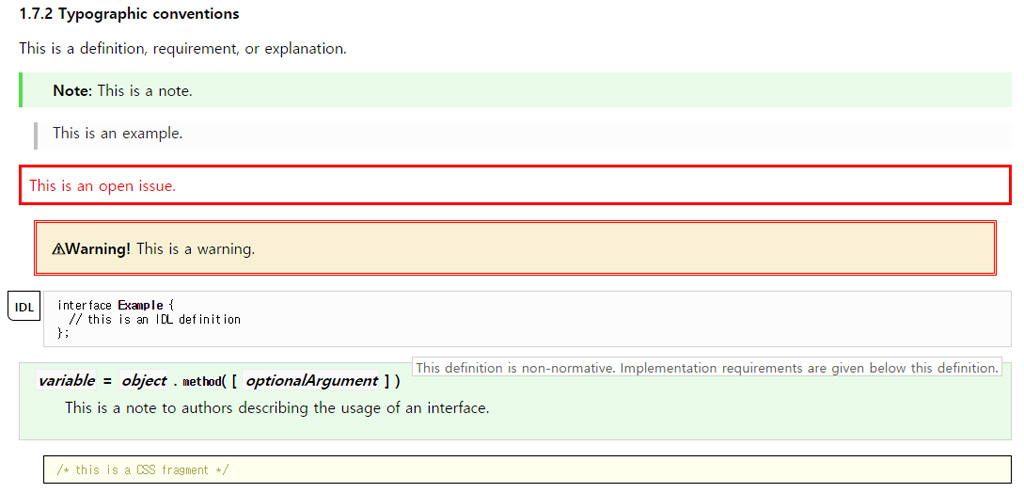 1.7.2 Typographic conventions
This is a definition, requirement, or explanation.
Note: This is a note.
This is an example.
This is an open issue.
⚠Warning! This is a warning.
IDL
interface Example {
  // this is an IDL definition
};
This definition is non-normative. Implementation requirements are given below this definition.
variable = object . method( [ optionalArgument ] )
This is a note to authors describing the usage of an interface.
/* this is a CSS fragment */